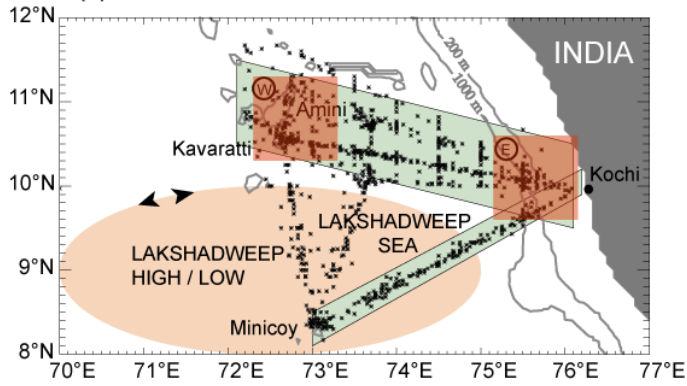 12°N
INDIA
200 m
1000 m
W
11°N
Amini
Kavaratti
E
Kochi
10°N
LAKSHADWEEP
SEA
LAKSHADWEEP
HIGH / LOW
9°N
Minicoy
8°N
70°E 71°E 72°E 73°E 74°E 75°E 76°E 77°E